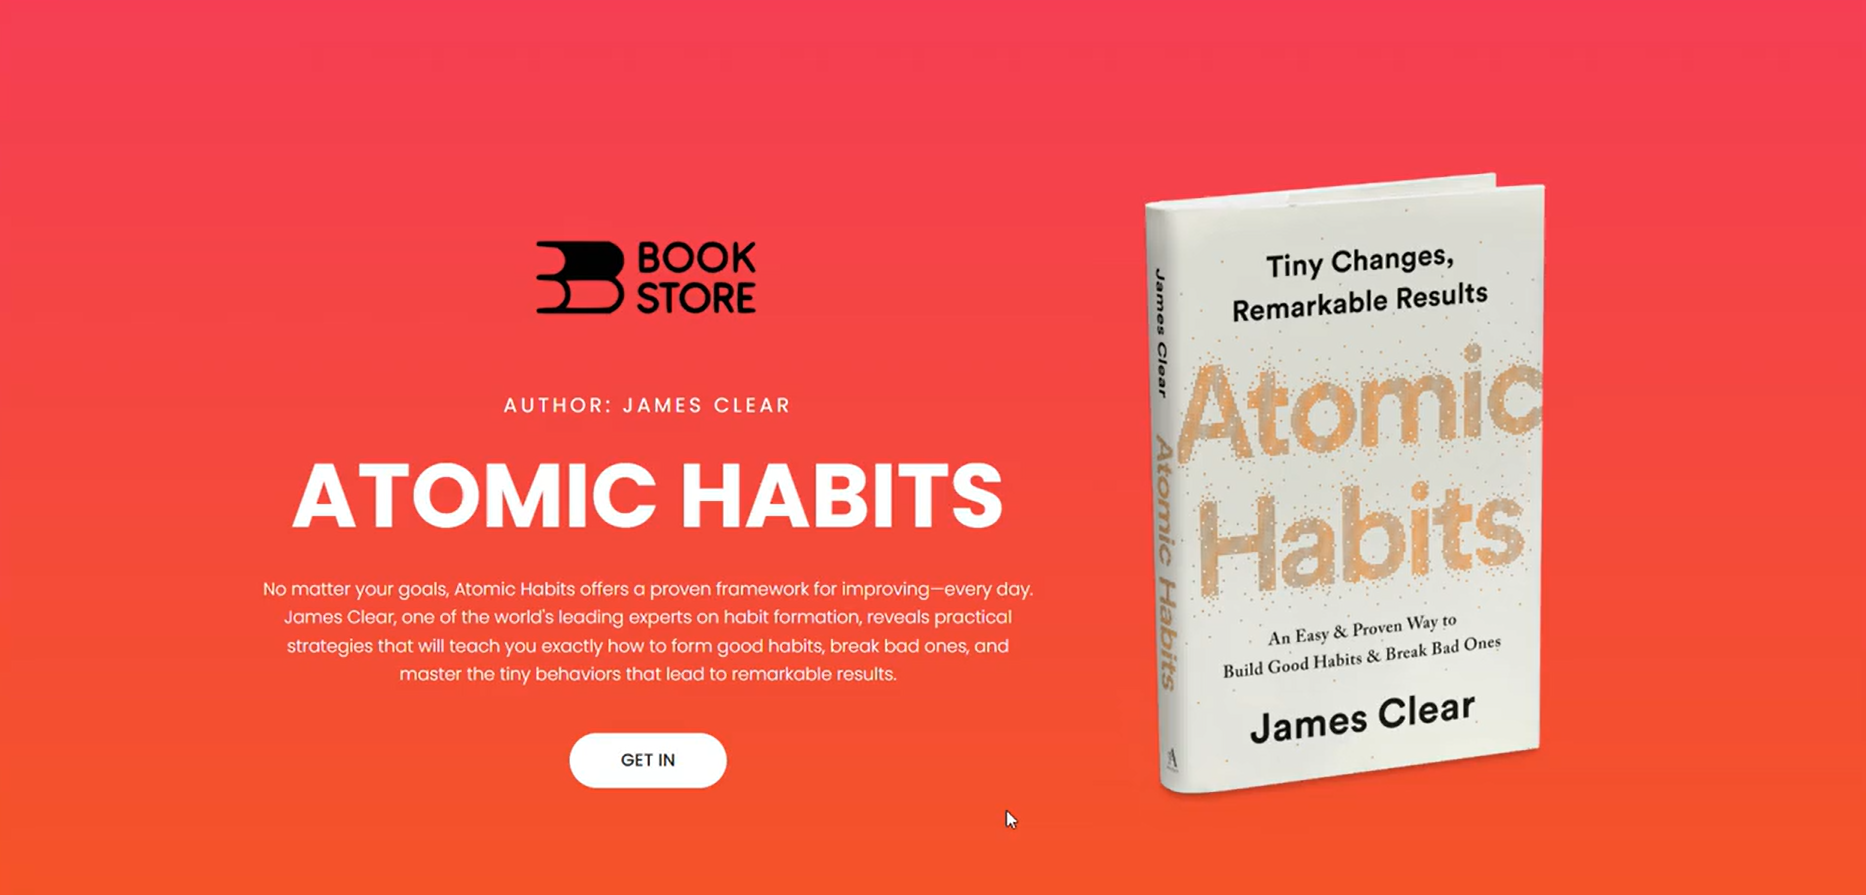 BOOK
STORE
AUTHOR: JAMES CLEAR
ATOMIC HABITS
No matter your goals, Atomic Habits offers a proven framework for improving—every day.
James Clear, one of the world's leading experts on habit formation, reveals practical
strategies that will teach you exactly how to form good habits, break bad ones, and
master the tiny behaviors that lead to remarkable results.
GET IN
James Clear
Atomic Habits
Tiny Changes,
Remarkable Results
Atomic
Habits
An Easy & Proven Way to
Build Good Habits & Break Bad Ones
James Clear